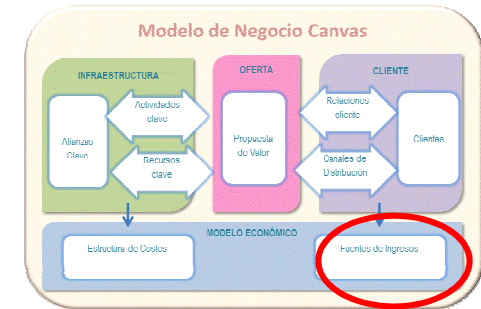 Modelo de Negocio Canvas
INFRAESTRUCTURA
OFERTA
CLIENTE
Alianzas
Clave
Actividades
clave
Recursos
clave
Propuesta
de Valor
Relaciones
cliente
Canales de
Distribución
Clientes
MODELO ECONÓMICO
Estructura de Costes
Fuentes de Ingresos